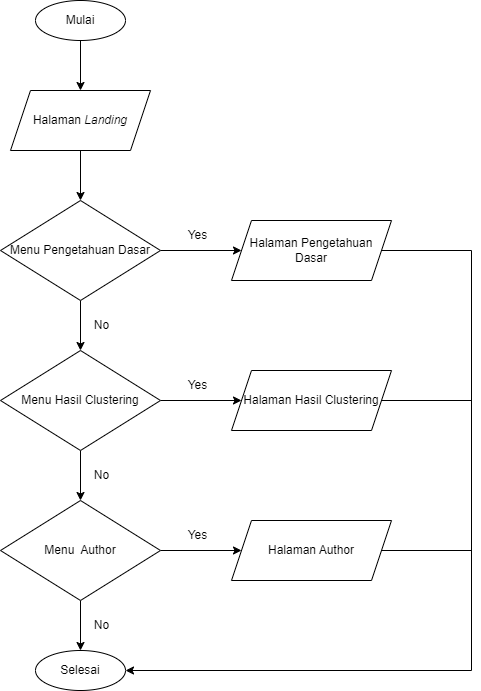 Mulai
Halaman Landing
Menu Pengetahuan Dasar
Yes
Halaman Pengetahuan
Dasar
No
Menu Hasil Clustering
Yes
Halaman Hasil Clustering
No
Menu Author
Yes
Halaman Author
No
Selesai